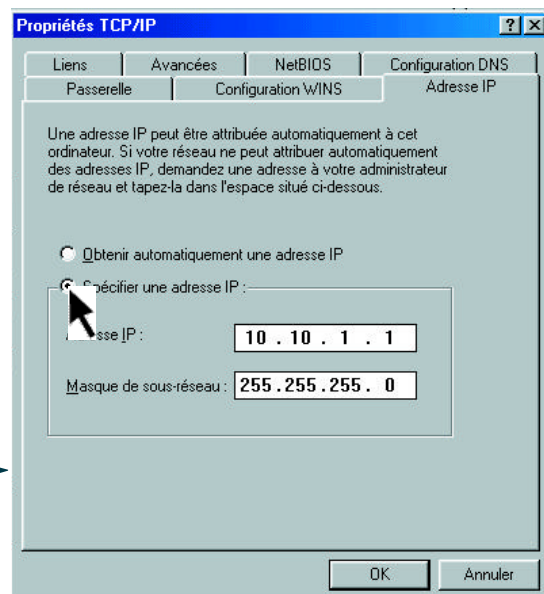 Propriétés TCP/IP
Liens Avancées NetBIOS Configuration DNS
Passerelle Configuration WINS Adresse IP
Une adresse IP peut être attribuée automatiquement à cet
ordinateur. Si votre réseau ne peut attribuer automatiquement
des adresses IP, demandez une adresse à votre administrateur
de réseau et tapez-la dans l'espace situé ci-dessous.
Obtenir automatiquement une adresse IP
Spécifier une adresse IP :
IP : 10 . 10 . 1 . 1
Masque de sous-réseau : 255.255.255. 0
OK Annuler